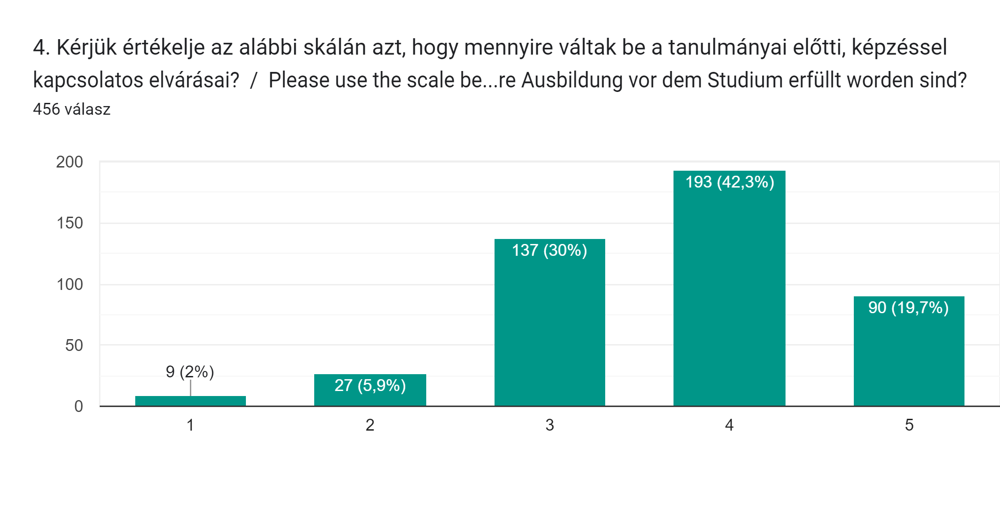 4. Kérjük értékelje az alábbi skálán azt, hogy mennyire váltak be a tanulmányai előtti, képzéssel
kapcsolatos elvárásai?  /  Please use the scale be...re Ausbildung vor dem Studium erfüllt worden sind?
456 válasz
200
193 (42,3%)
150
137 (30%)
100
90 (19,7%)
50
9 (2%)
27 (5,9%)
0
1 2 3 4 5